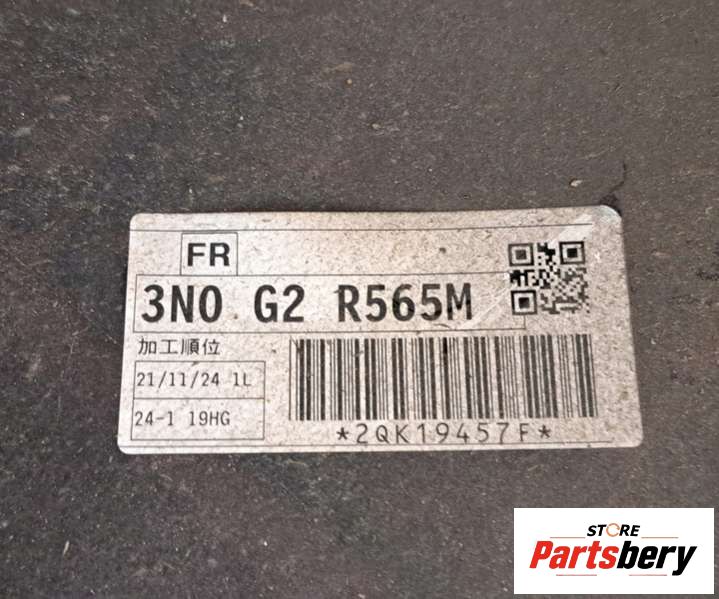 FR
3N0 G2 R565M
加工順位
21/11/24 1L
24-1 19HG
*2QK19457F*
STORE
Partsbery